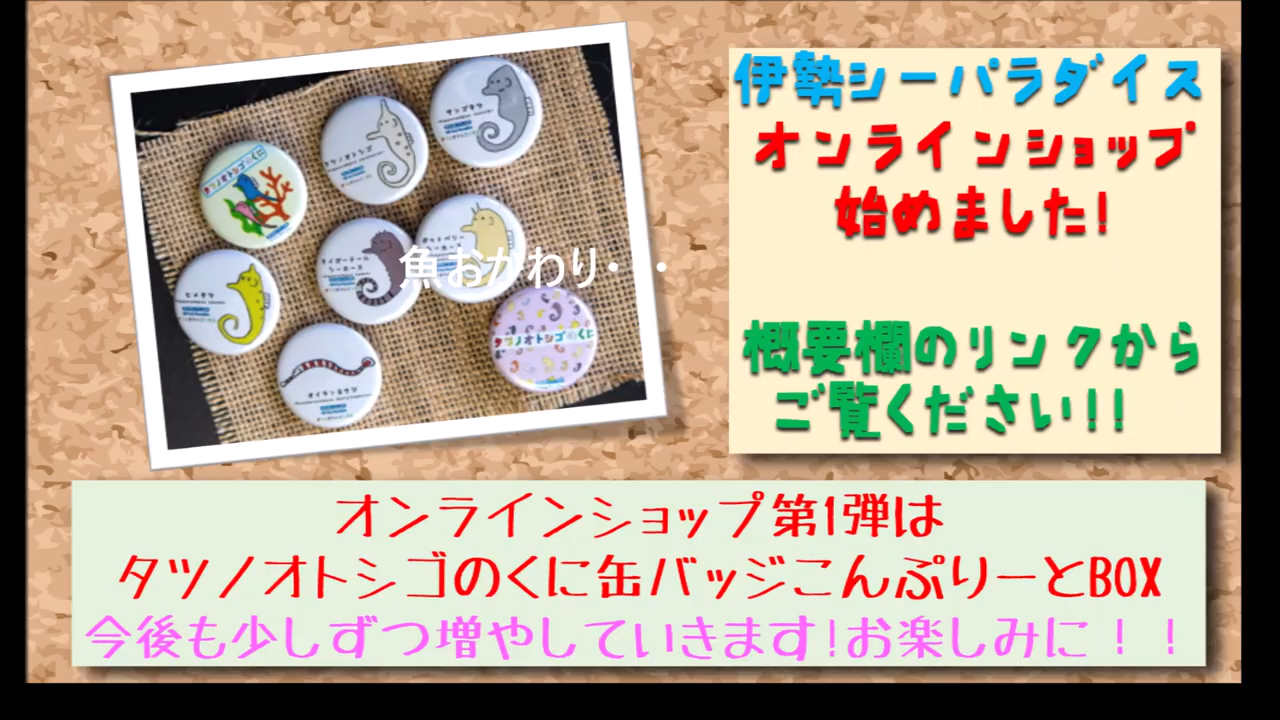 伊勢シーパラダイス
オンラインショップ
始めました!
概要欄のリンクから
ご覧ください!!
サンゴタツ
タツノオトシゴ
タツノオトシゴのくに
タイガーテール
シーホース
ポットベリー
シーホース
魚おかわり・・・
ヒメタツ
タツノオトシゴのくに
オイランヨウジ
オンラインショップ第1弾は
タツノオトシゴのくに缶バッジこんぷりーとBOX
今後も少しずつ増やしていきます!お楽しみに！！